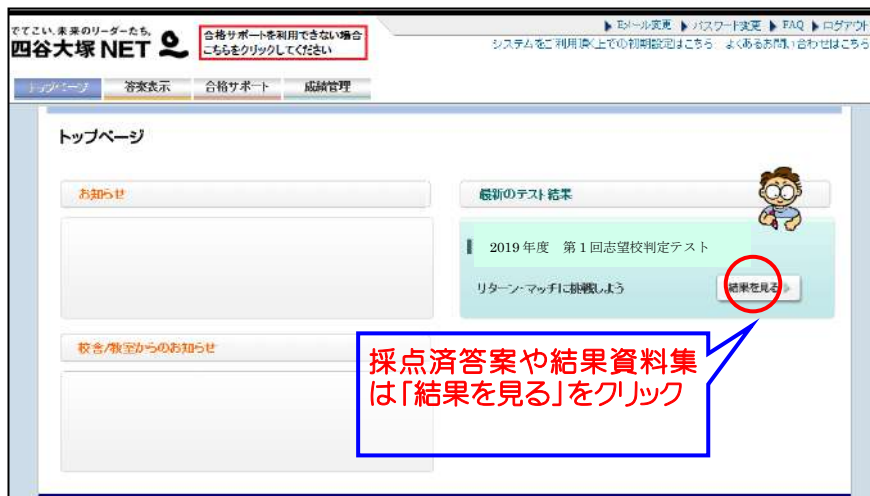 でてこい、未来のリーダーたち。
四谷大塚 NET
合格サポートを利用できない場合
こちらをクリックしてください
Eメール変更 パスワード変更 FAQ ログアウト
システムをご利用頂く上での初期設定はこちら よくあるお問い合わせはこちら
トップページ 答案表示 合格サポート 成績管理
トップページ
お知らせ
最新のテスト結果
2019年度 第1回志望校判定テスト
リターン・マッチに挑戦しよう
結果を見る
校舎/教室からのお知らせ
採点済答案や結果資料集
は「結果を見る」をクリック